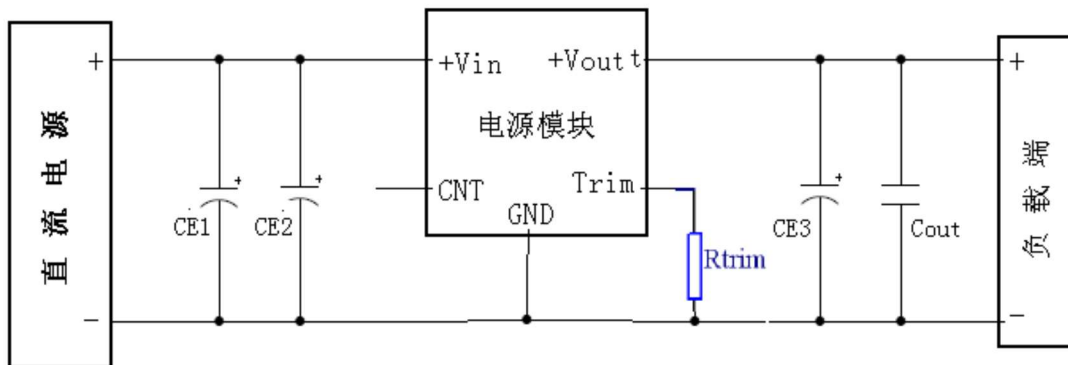 直流电源
+
-
CE1
+
CE2
+
+Vin
+Voutt
电源模块
CNT
Trim
GND
Rtrim
CE3
+
Cout
负载端
+
-